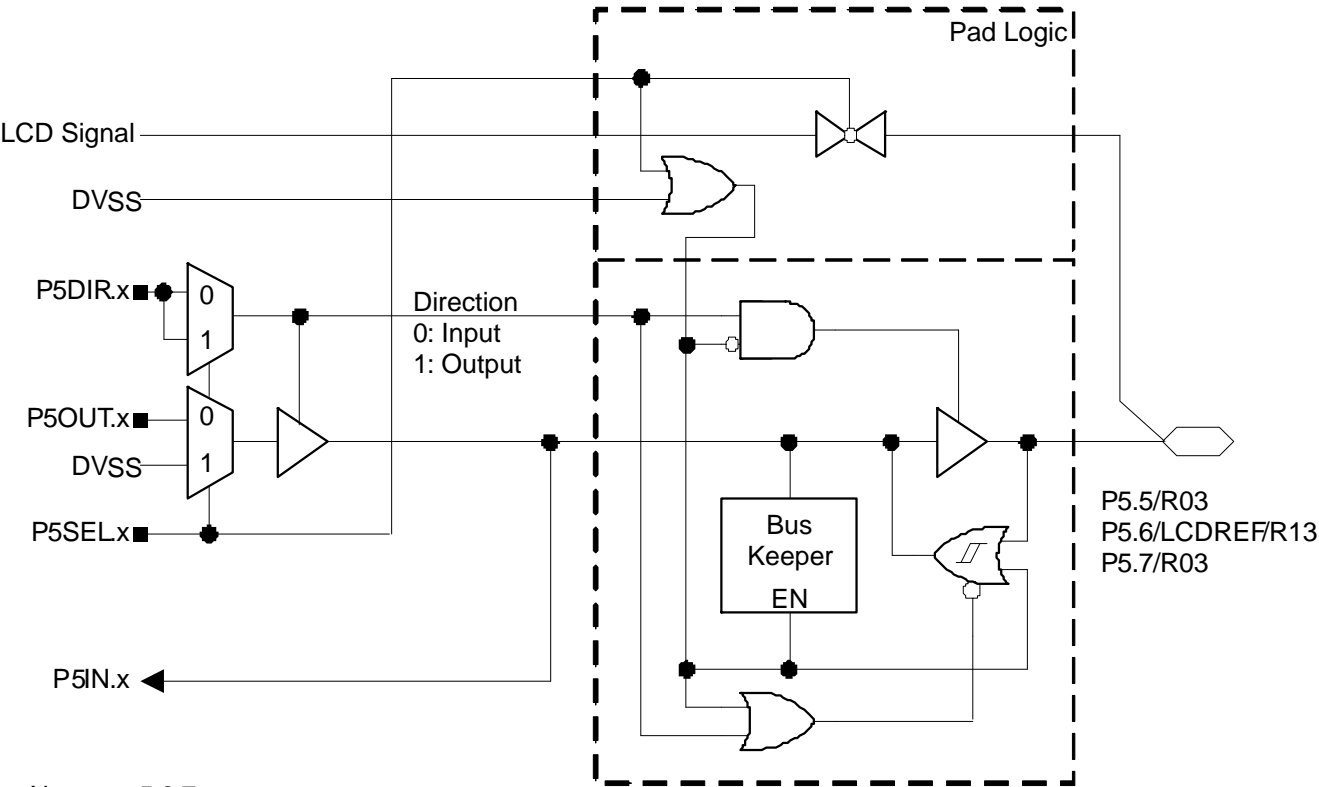 Pad Logic
LCD Signal
DVSS
P5DIR.x
0
1
Direction
0: Input
1: Output
P5OUT.x
0
DVSS
1
P5SEL.x
Bus
Keeper
EN
P5.5/R03
P5.6/LCDREF/R13
P5.7/R03
P5IN.x